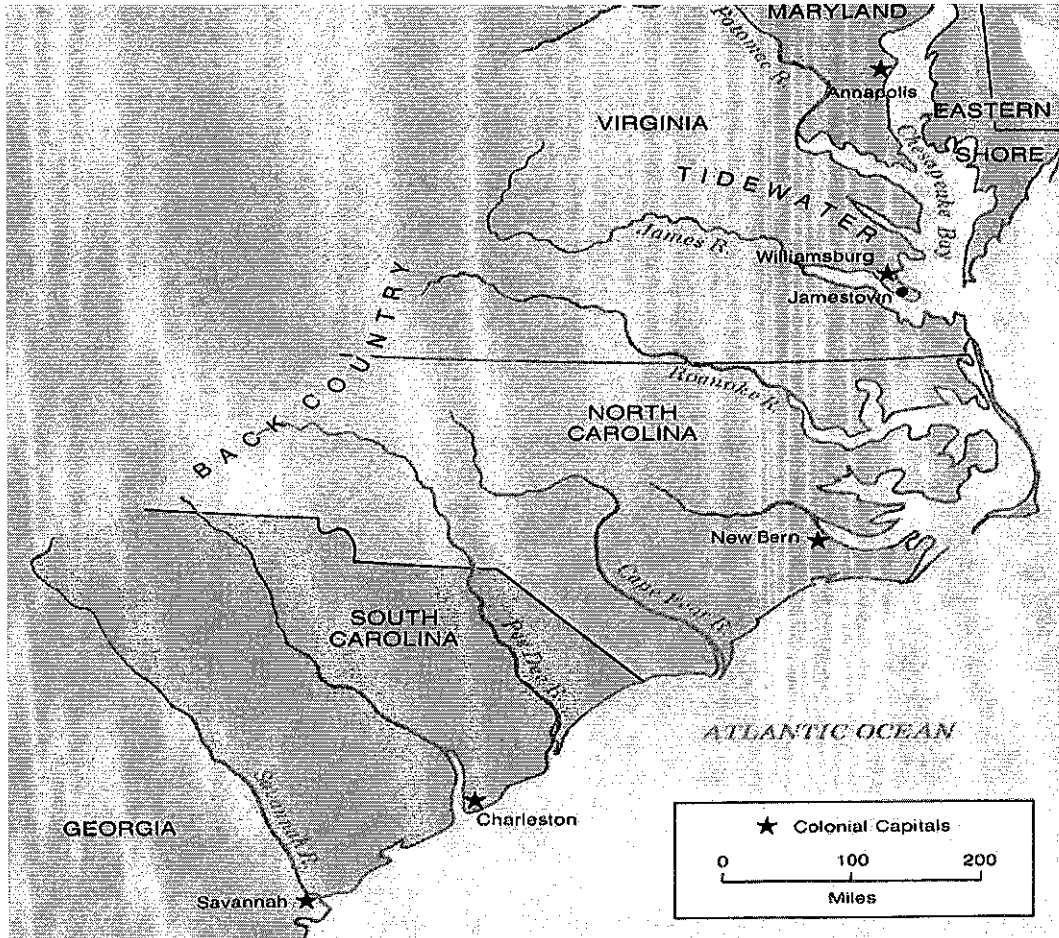 MARYLAND
Potomac R.
Annapolis
EASTERN
SHORE
VIRGINIA
Chesapeake Bay
TIDEWATER
James R.
Williamsburg
Jamestown
BACK COUNTRY
Roanoke R.
NORTH
CAROLINA
New Bern
Cape Fear R.
SOUTH
CAROLINA
Pee Dee R.
ATLANTIC OCEAN
Savannah R.
Charleston
GEORGIA
Savannah
Colonial Capitals
0 100 200
Miles